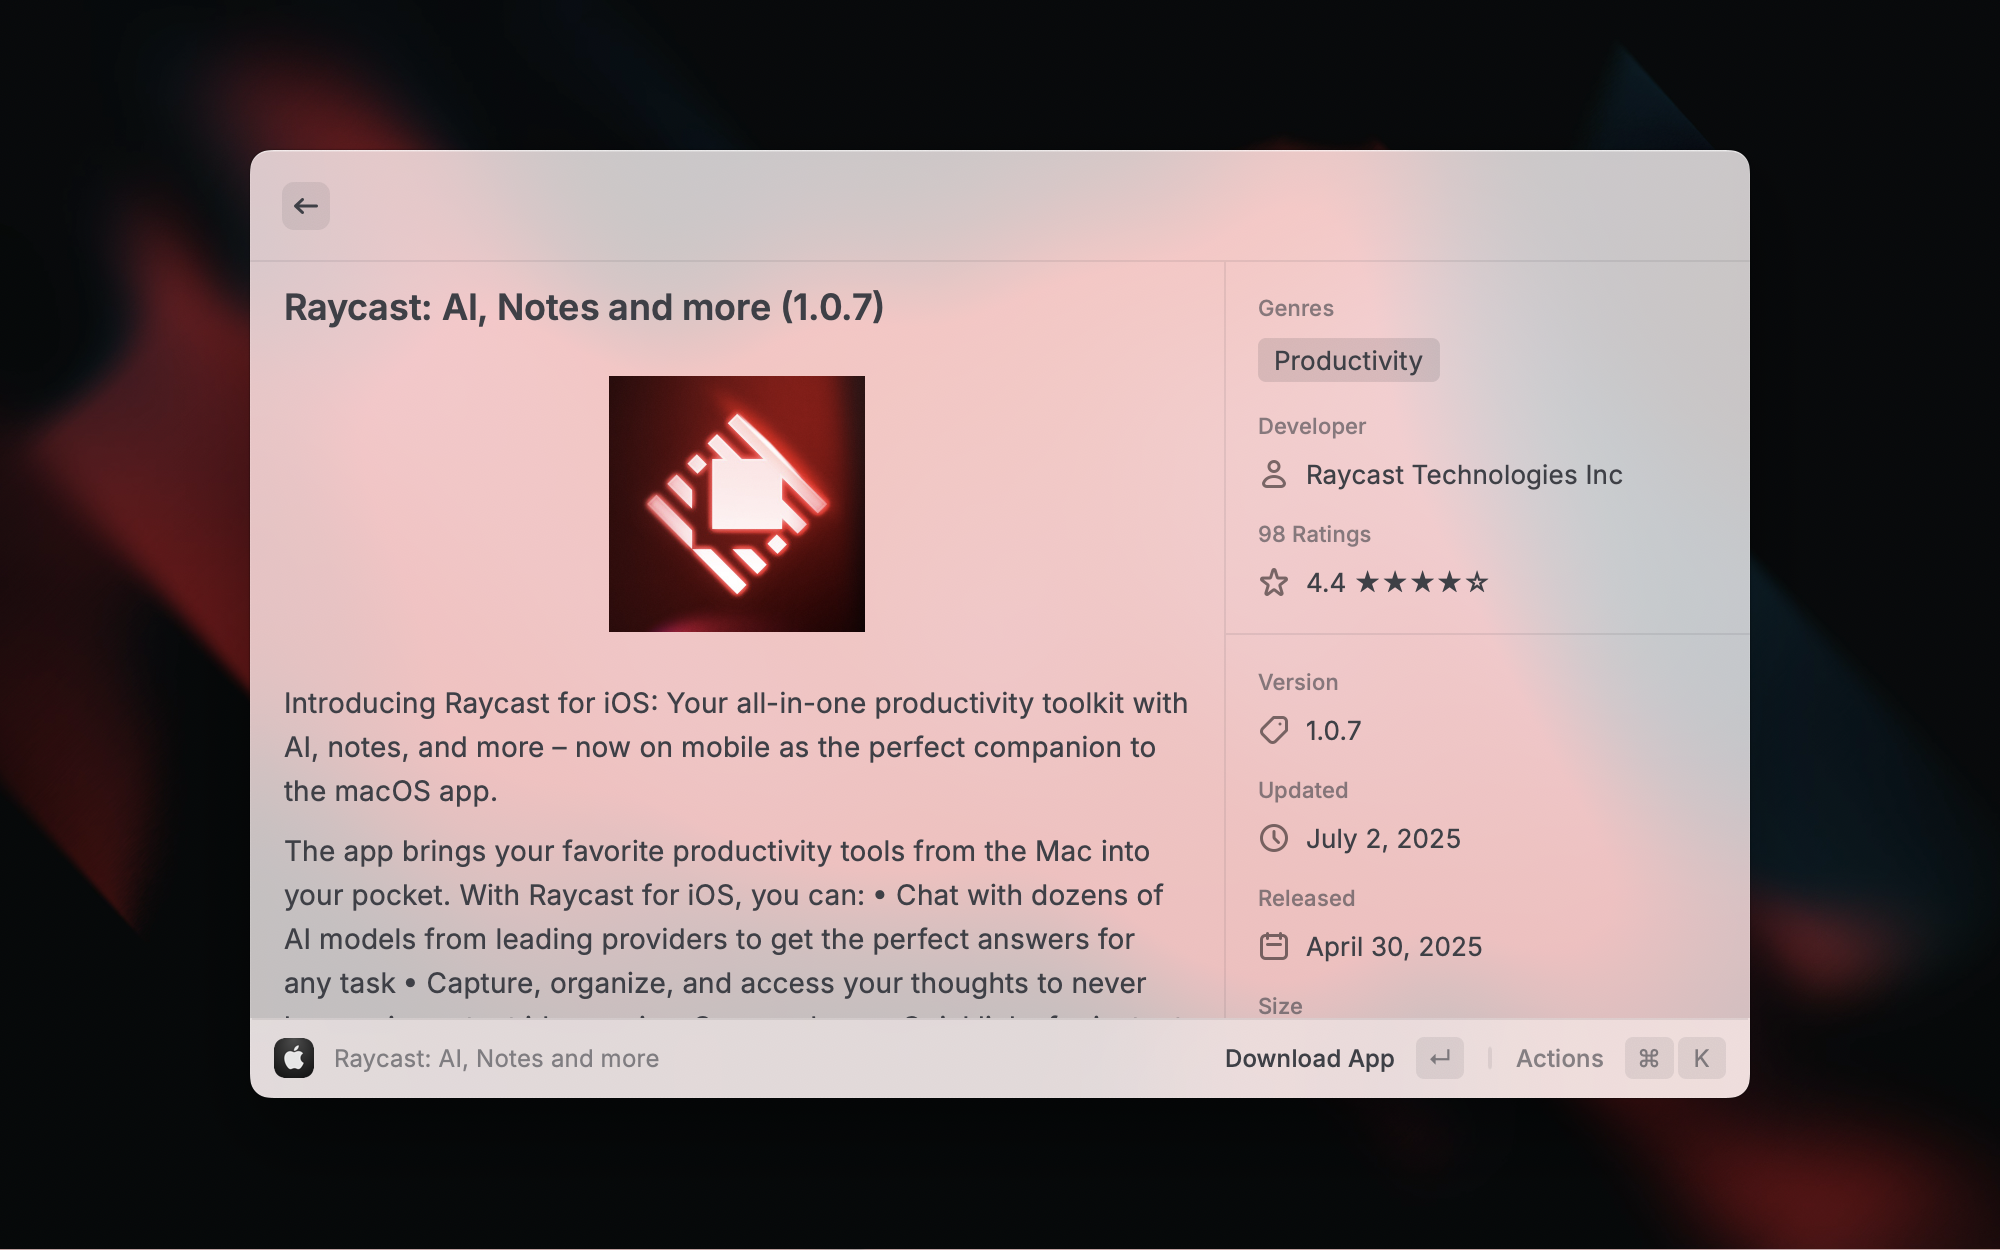 Raycast: AI, Notes and more (1.0.7)
Introducing Raycast for iOS: Your all-in-one productivity toolkit with
AI, notes, and more – now on mobile as the perfect companion to
the macOS app.
The app brings your favorite productivity tools from the Mac into
your pocket. With Raycast for iOS, you can: • Chat with dozens of
AI models from leading providers to get the perfect answers for
any task • Capture, organize, and access your thoughts to never
Genres
Productivity
Developer
Raycast Technologies Inc
98 Ratings
4.4 ★★★★☆
Version
1.0.7
Updated
July 2, 2025
Released
April 30, 2025
Size
Raycast: AI, Notes and more
Download App ↵ Actions ⌘ K